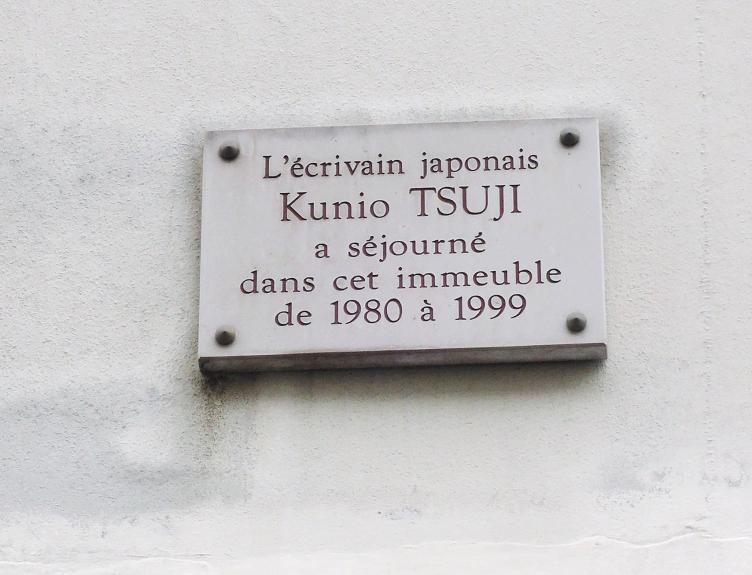 L'écrivain japonais
Kunio TSUJI
a séjourné
dans cet immeuble
de 1980 à 1999